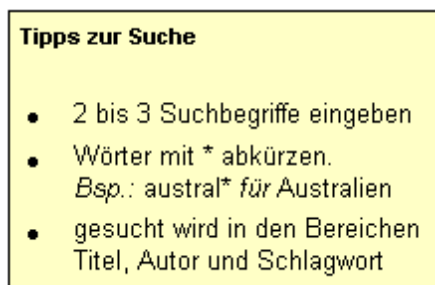 Tipps zur Suche
• 2 bis 3 Suchbegriffe eingeben
• Wörter mit * abkürzen.
Bsp.: austral* für Australien
• gesucht wird in den Bereichen
Titel, Autor und Schlagwort